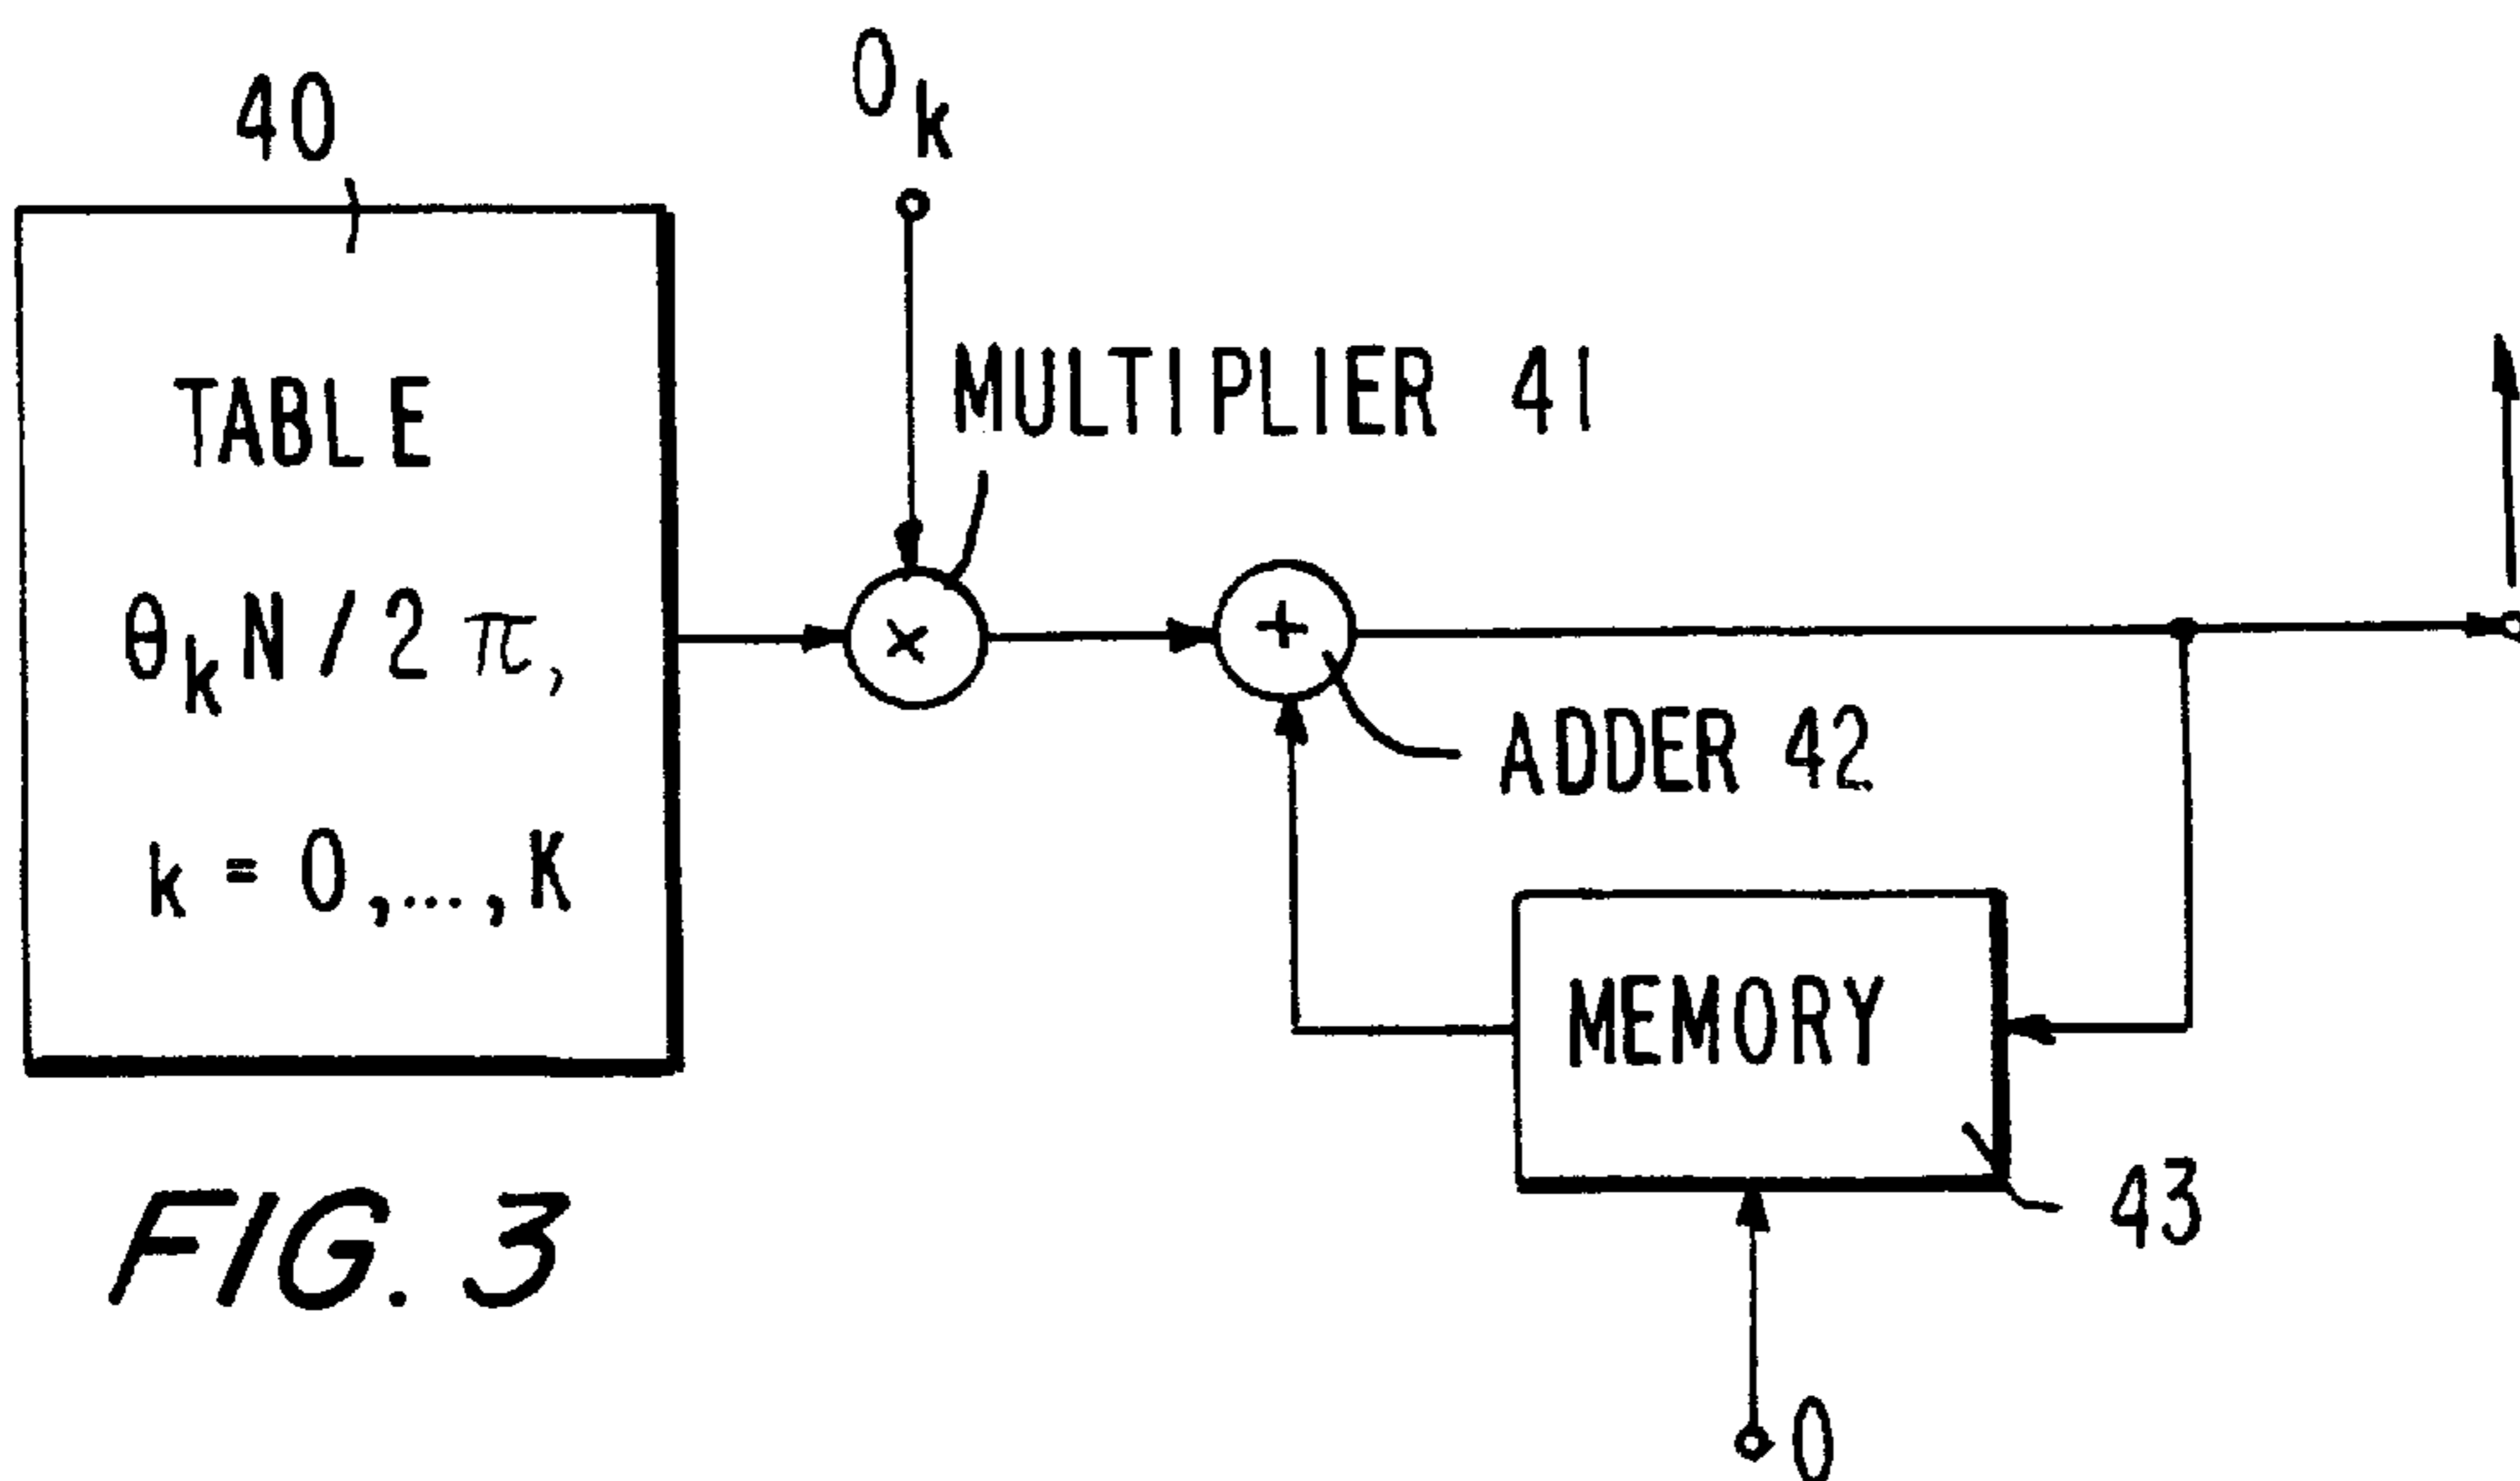 40
0k
TABLE
θkN/2π,
k = 0,...,K
MULTIPLIER 41
×
+
ADDER 42
MEMORY
43
0
FIG. 3